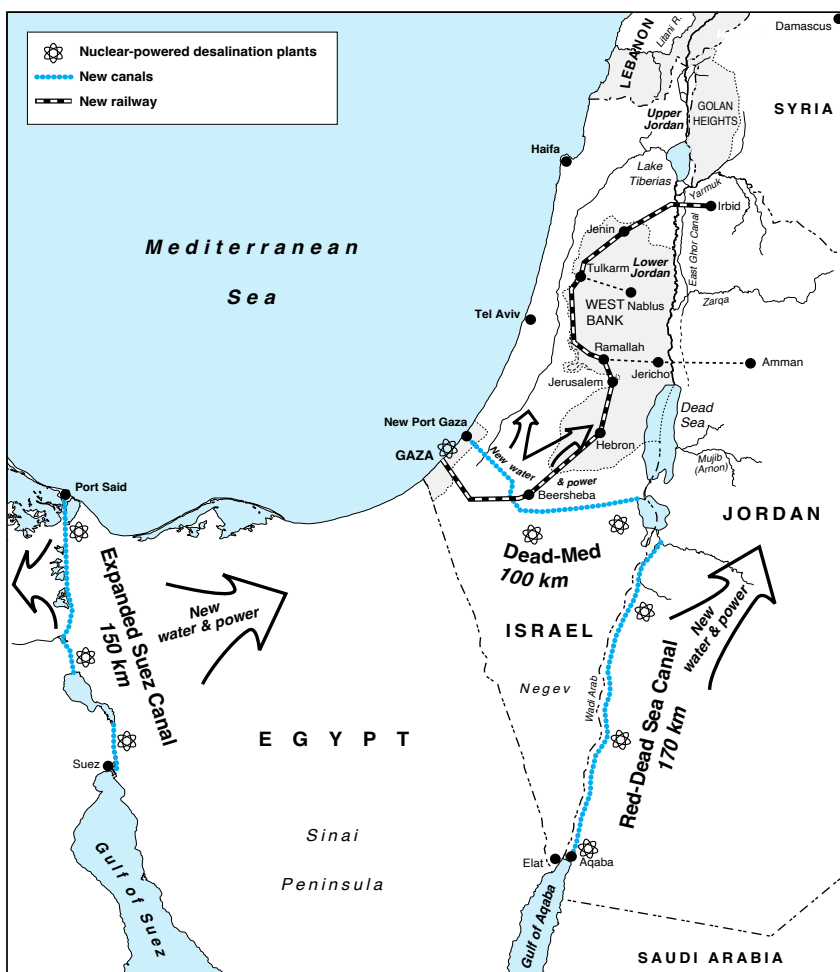 Nuclear-powered desalination plants
New canals
New railway
Damascus
Litani R.
LEBANON
GOLAN
HEIGHTS
SYRIA
Upper
Jordan
Haifa
Lake
Tiberias
Yarmuk
Irbid
Jenin
East Ghor Canal
Mediterranean
Sea
Tulkarm
Lower
Jordan
WEST
BANK
Nablus
Zarqa
Tel Aviv
Ramallah
Jericho
Amman
Jerusalem
Dead
Sea
New Port Gaza
GAZA
Hebron
Mujib
(Arnon)
New
water
& power
Beersheba
Port Said
JORDAN
Dead-Med
100 km
Expanded Suez Canal
150 km
New
water & power
New
water & power
ISRAEL
Negev
Wadi Arab
Red-Dead Sea Canal
170 km
EGYPT
Suez
Sinai
Peninsula
Elat
Aqaba
Gulf of Suez
Gulf of Aqaba
SAUDI ARABIA